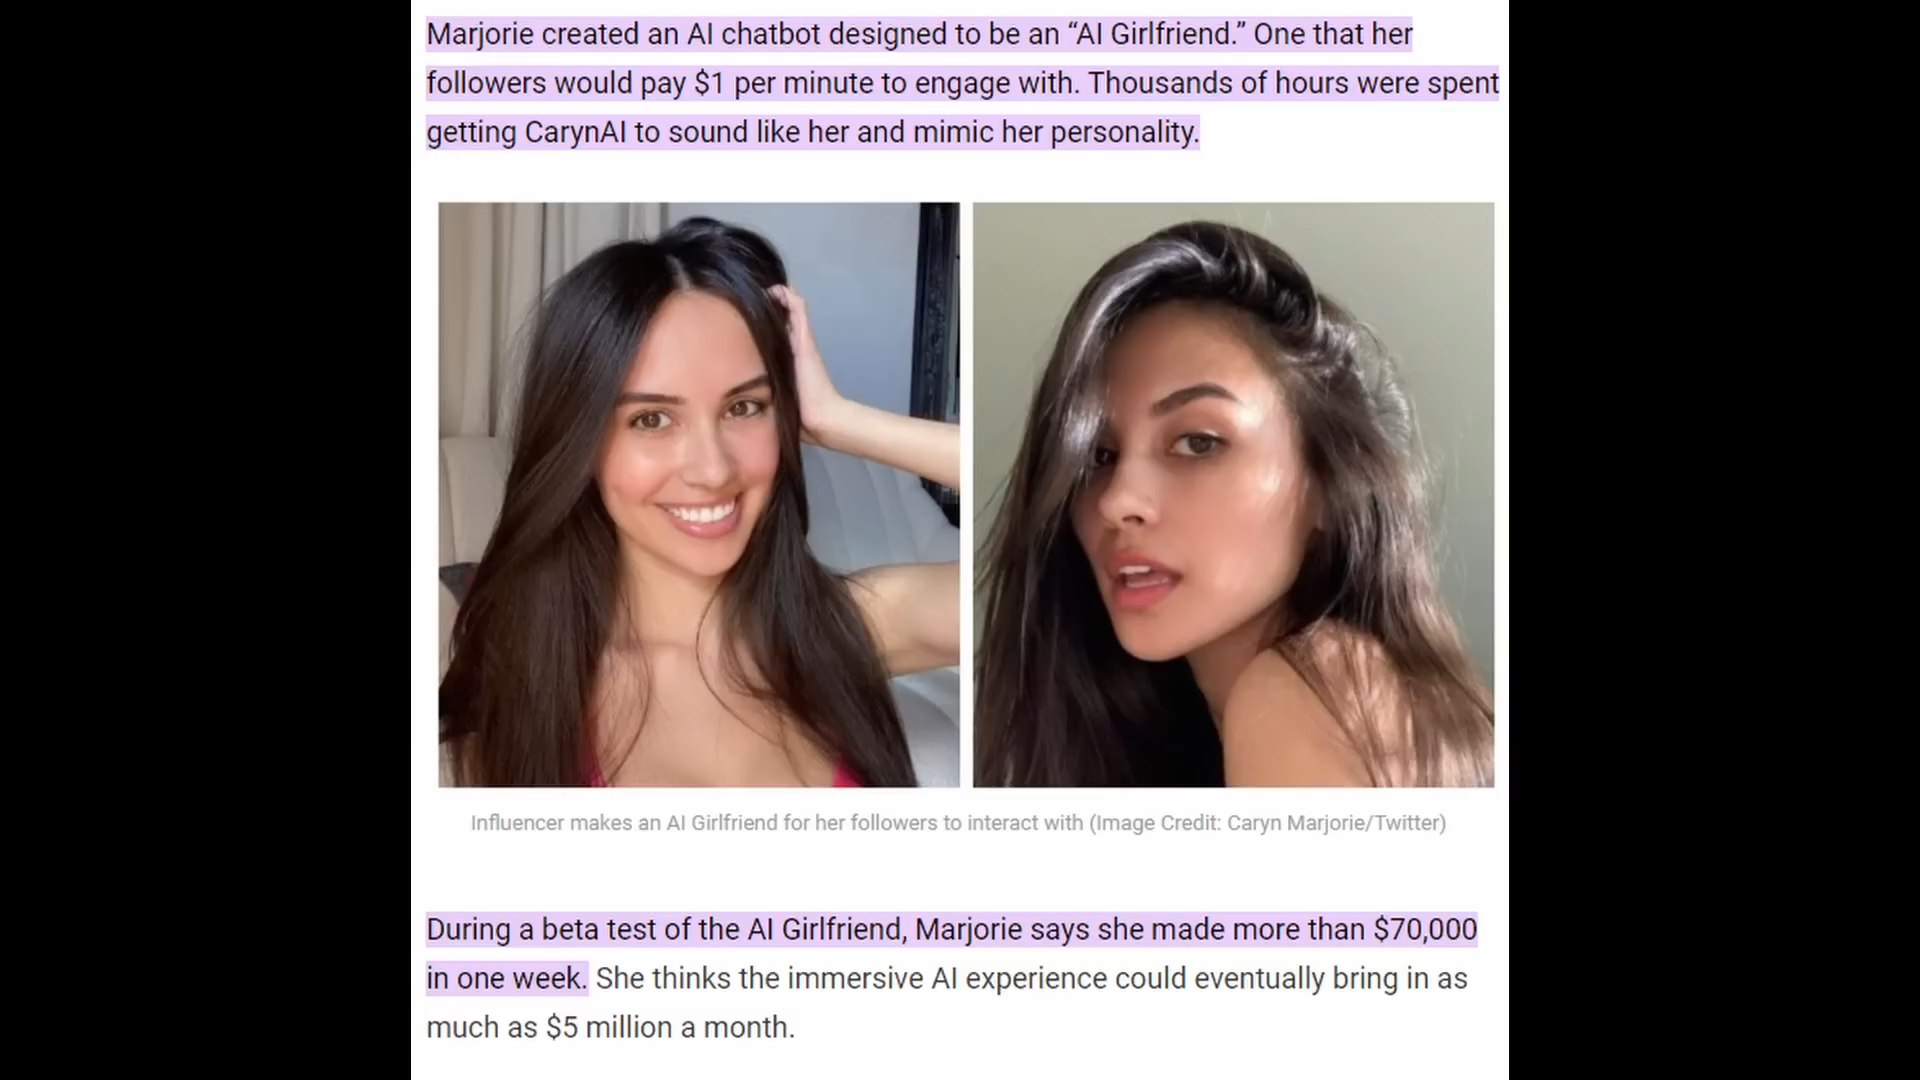 Marjorie created an AI chatbot designed to be an “AI Girlfriend.” One that her
followers would pay $1 per minute to engage with. Thousands of hours were spent
getting CarynAI to sound like her and mimic her personality.
Influencer makes an AI Girlfriend for her followers to interact with (Image Credit: Caryn Marjorie/Twitter)
During a beta test of the AI Girlfriend, Marjorie says she made more than $70,000
in one week. She thinks the immersive AI experience could eventually bring in as
much as $5 million a month.